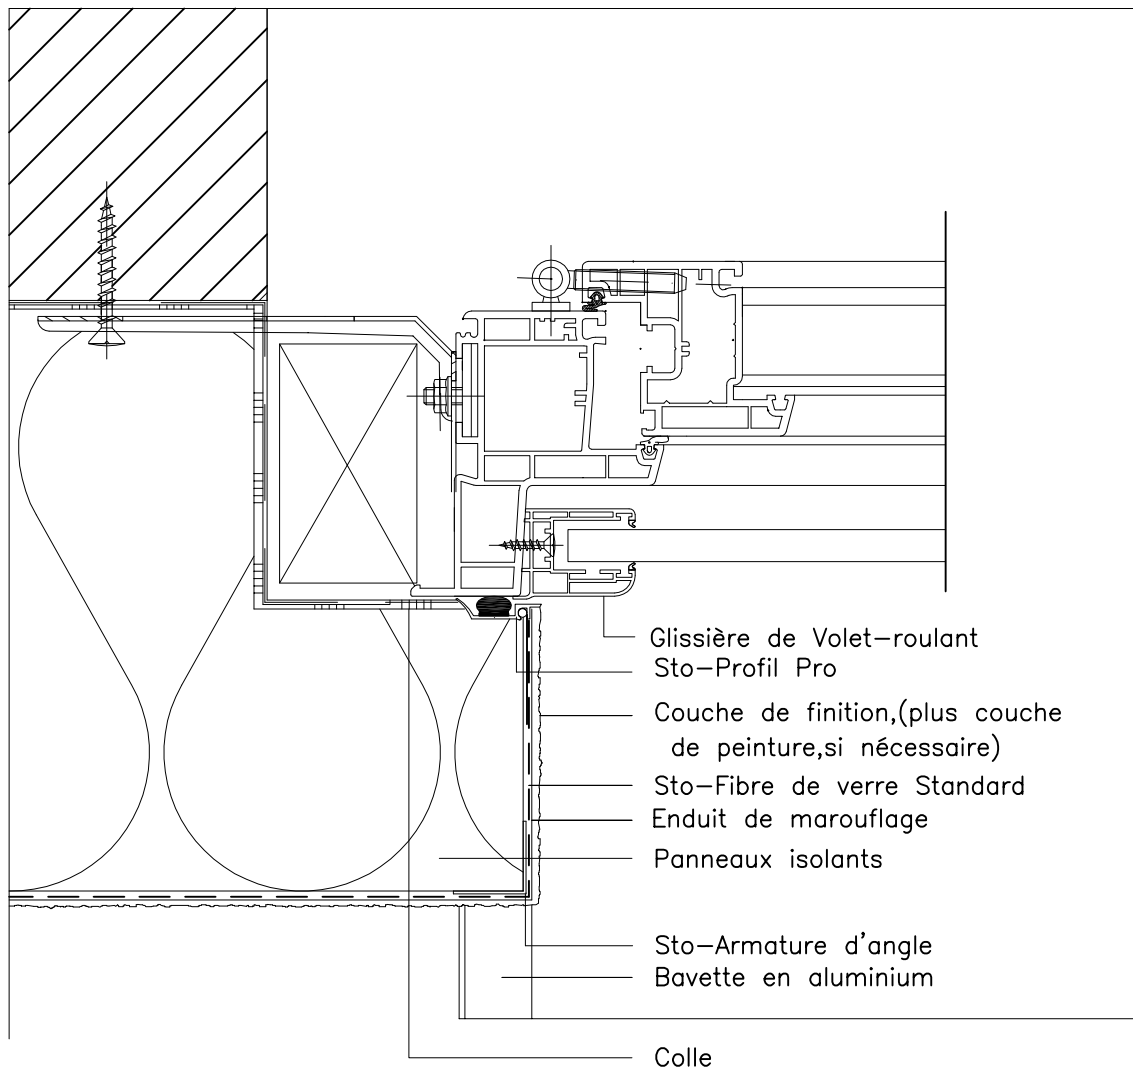 Glissière de Volet-roulant
Sto-Profil Pro
Couche de finition,(plus couche
de peinture,si nécessaire)
Sto-Fibre de verre Standard
Enduit de marouflage
Panneaux isolants
Sto-Armature d'angle
Bavette en aluminium
Colle